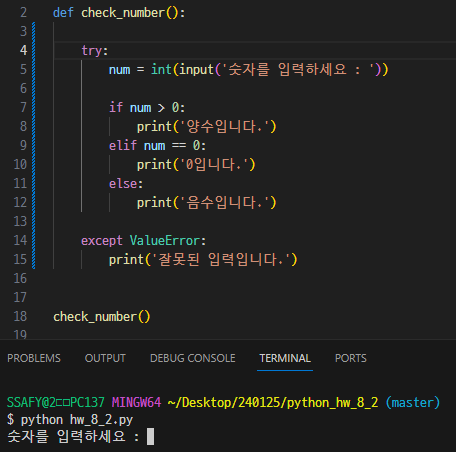 2 def check_number():
3
4 try:
5 num = int(input('숫자를 입력하세요 : '))
6
7 if num > 0:
8 print('양수입니다.')
9 elif num == 0:
10 print('0입니다.')
11 else:
12 print('음수입니다.')
13
14 except ValueError:
15 print('잘못된 입력입니다.')
16
17
18 check_number()
19
PROBLEMS OUTPUT DEBUG CONSOLE TERMINAL PORTS
SSAFY@2□□PC137 MINGW64 ~/Desktop/240125/python_hw_8_2 (master)
$ python hw_8_2.py
숫자를 입력하세요 :